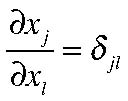 ∂x_j/∂x_l = δ_jl